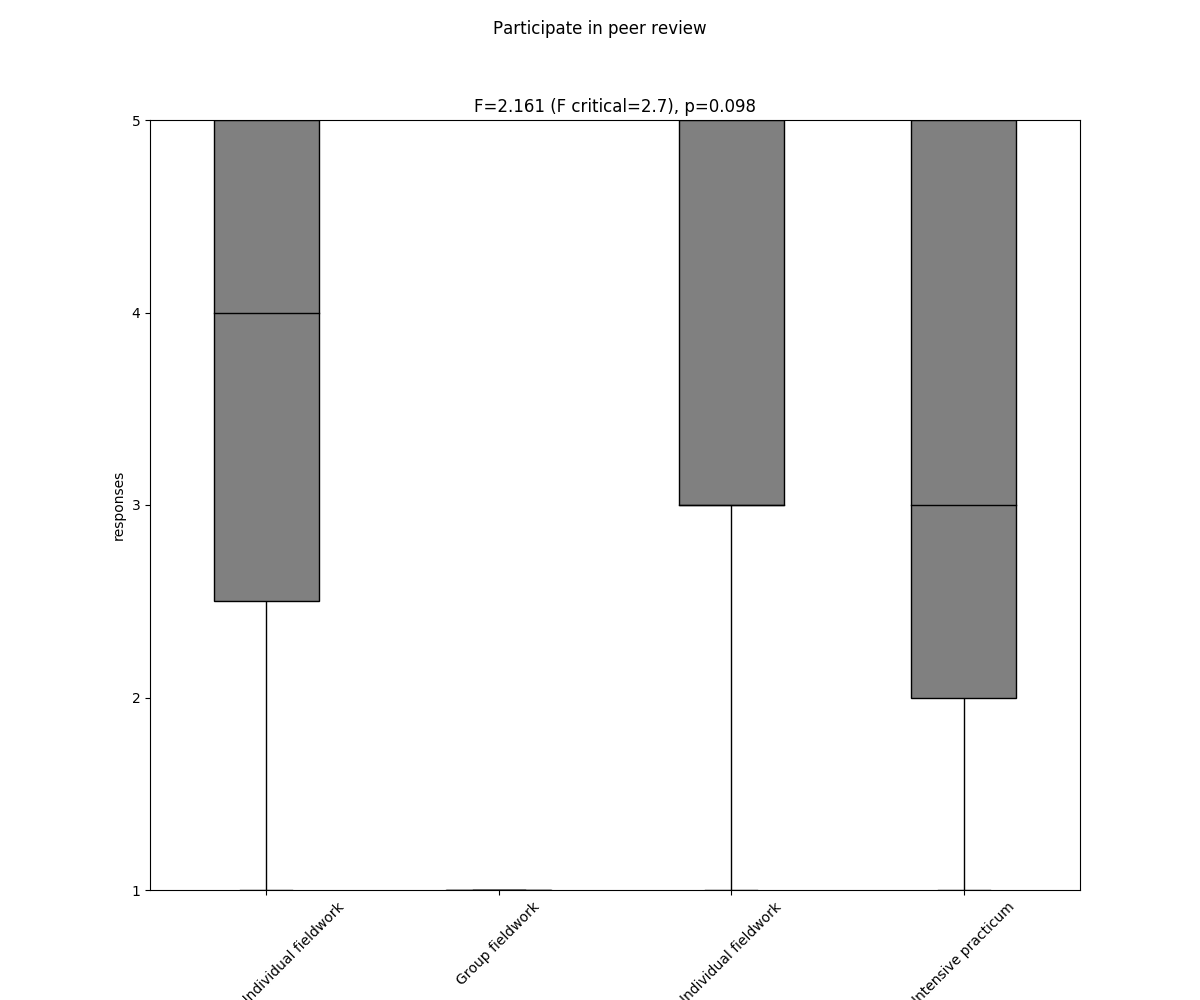 Participate in peer review
F=2.161 (F critical=2.7), p=0.098
5
4
3
2
1
responses
Individual fieldwork
Group fieldwork
Individual fieldwork
Intensive practicum